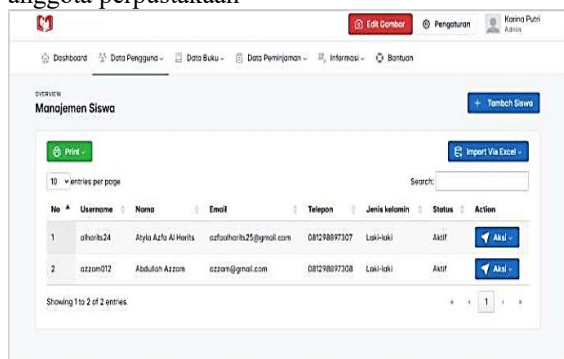 anggota perpustakaan
Edit Gambar Pengaturan Karina Putri
Admin
Dashboard Data Pengguna Data Buku Data Peminjaman Informasi Bantuan
OVERVIEW
Manajemen Siswa
+ Tambah Siswa
Print Import Via Excel
10 entries per page Search:
No Username Nama Email Telepon Jenis kelamin Status Action
1 alharits24 Atyla Azfa Al Harits azfaalharits25@gmail.com 081298897307 Laki-laki Aktif Aksi
2 azzam012 Abdullah Azzam azzam@gmail.com 081298897308 Laki-laki Aktif Aksi
Showing 1 to 2 of 2 entries « ‹ 1 › »